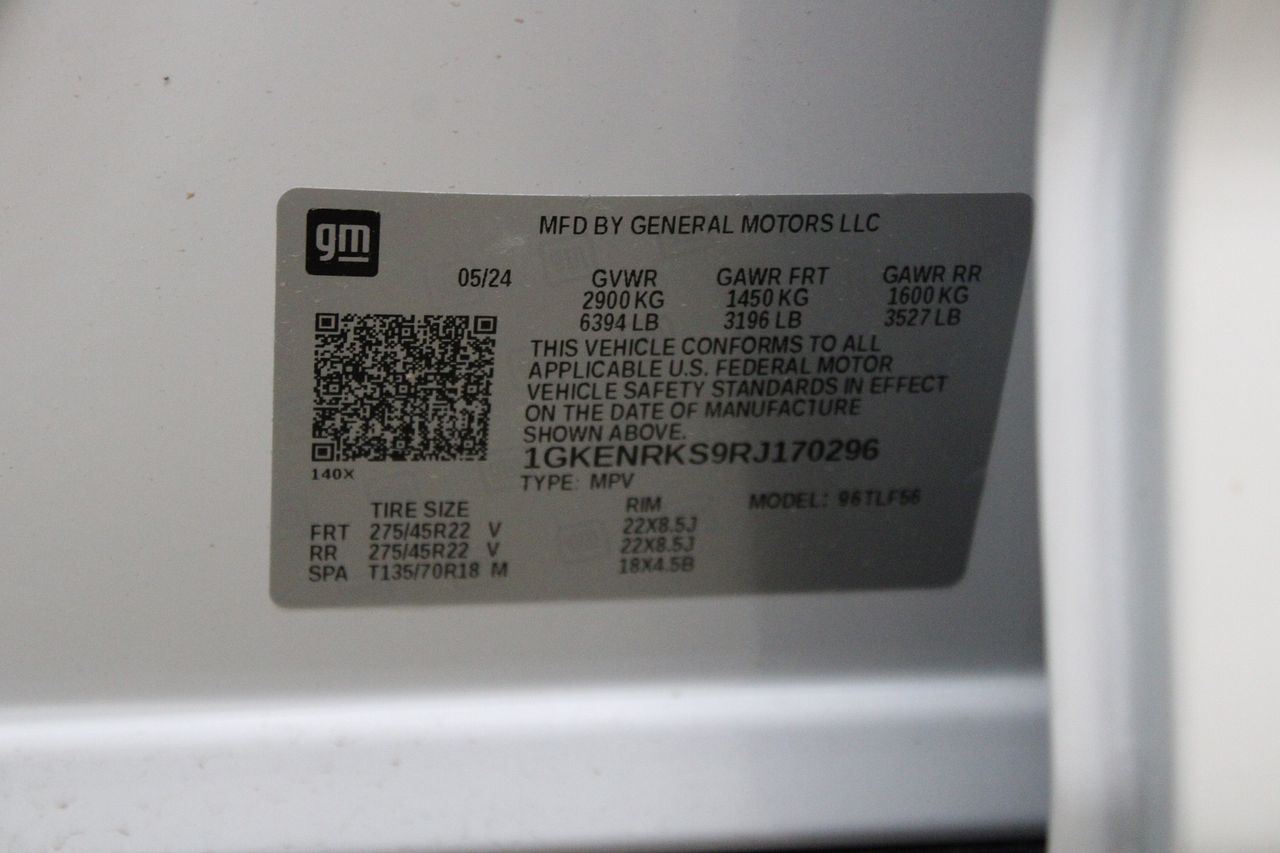 gm
MFD BY GENERAL MOTORS LLC
05/24 GVWR GAWR FRT GAWR RR
2900 KG 1450 KG 1600 KG
6394 LB 3196 LB 3527 LB
THIS VEHICLE CONFORMS TO ALL
APPLICABLE U.S. FEDERAL MOTOR
VEHICLE SAFETY STANDARDS IN EFFECT
ON THE DATE OF MANUFACTURE
SHOWN ABOVE.
140X
1GKENRKS9RJ170296
TYPE: MPV MODEL: 96TLF56
TIRE SIZE RIM
FRT 275/45R22 V 22X8.5J
RR 275/45R22 V 22X8.5J
SPA T135/70R18 M 18X4.5B